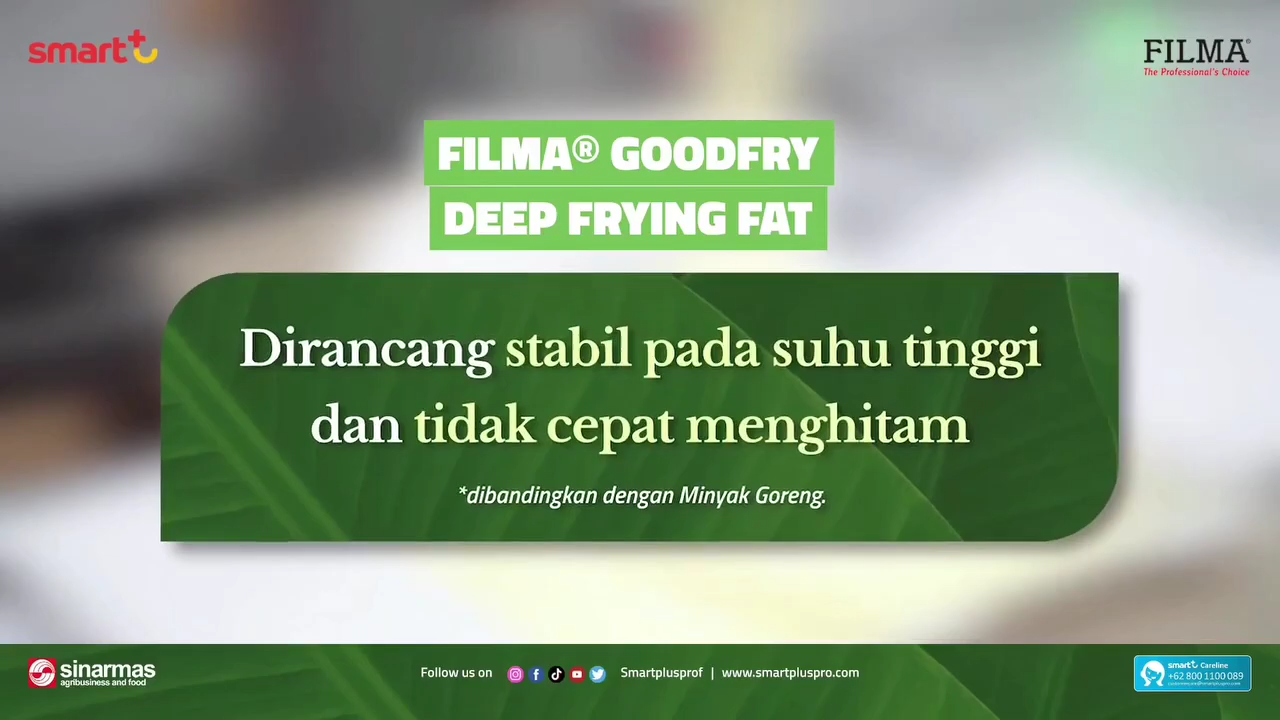 smart+
FILMA®
The Professional's Choice
FILMA® GOODFRY
DEEP FRYING FAT
Dirancang stabil pada suhu tinggi
dan tidak cepat menghitam
*dibandingkan dengan Minyak Goreng.
sinarmas
agribusiness and food
Follow us on
Smartplusprof | www.smartpluspro.com
smart+ Careline
+62 800 1100 089